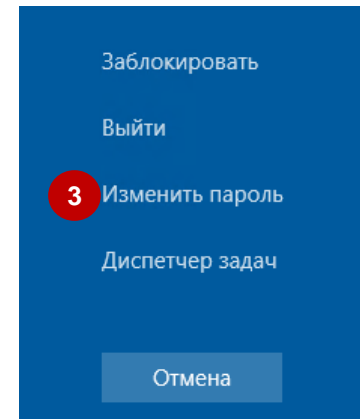 Заблокировать
Выйти
3 Изменить пароль
Диспетчер задач
Отмена